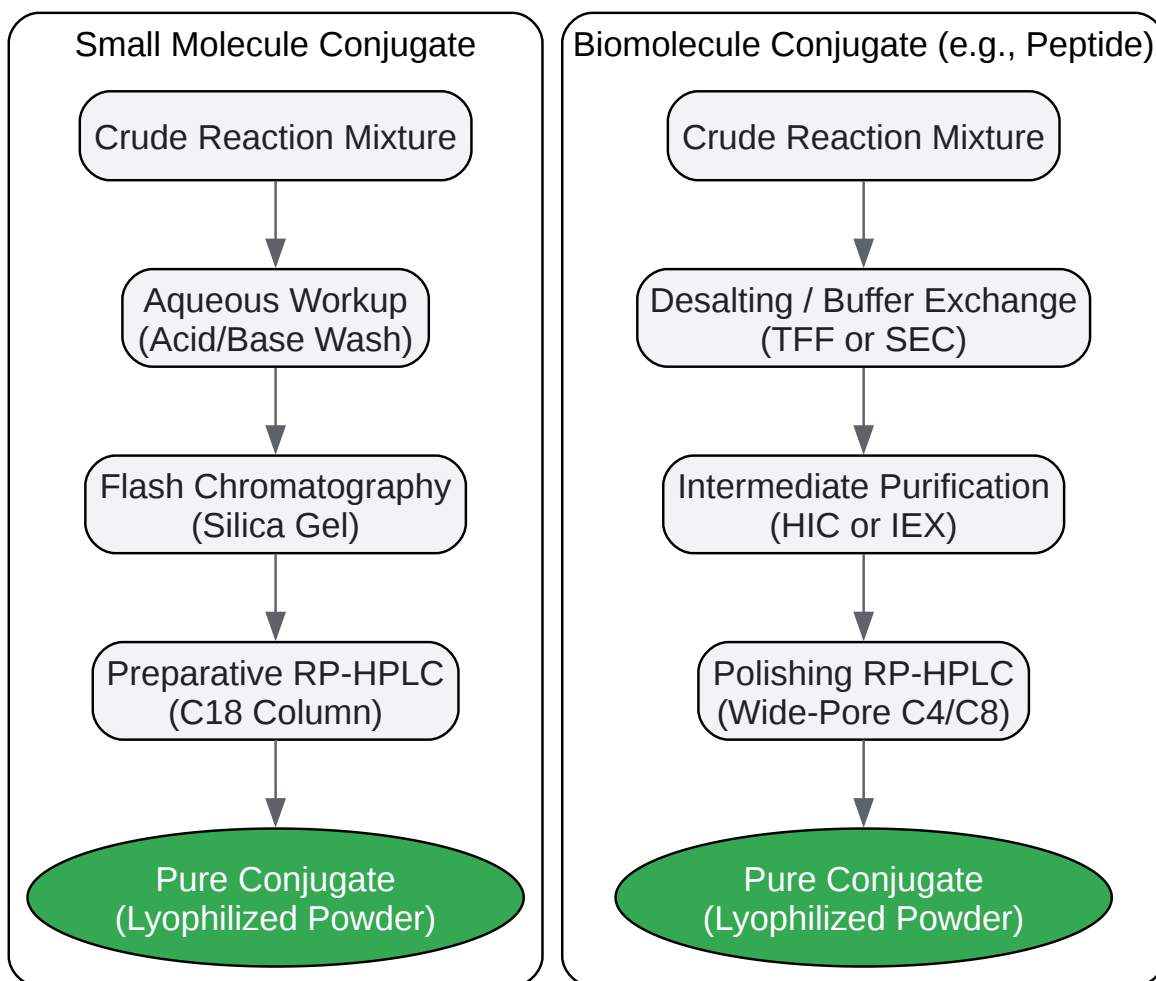 Small Molecule Conjugate
Crude Reaction Mixture
Aqueous Workup
(Acid/Base Wash)
Flash Chromatography
(Silica Gel)
Preparative RP-HPLC
(C18 Column)
Pure Conjugate
(Lyophilized Powder)
Biomolecule Conjugate (e.g., Peptide)
Crude Reaction Mixture
Desalting / Buffer Exchange
(TFF or SEC)
Intermediate Purification
(HIC or IEX)
Polishing RP-HPLC
(Wide-Pore C4/C8)
Pure Conjugate
(Lyophilized Powder)